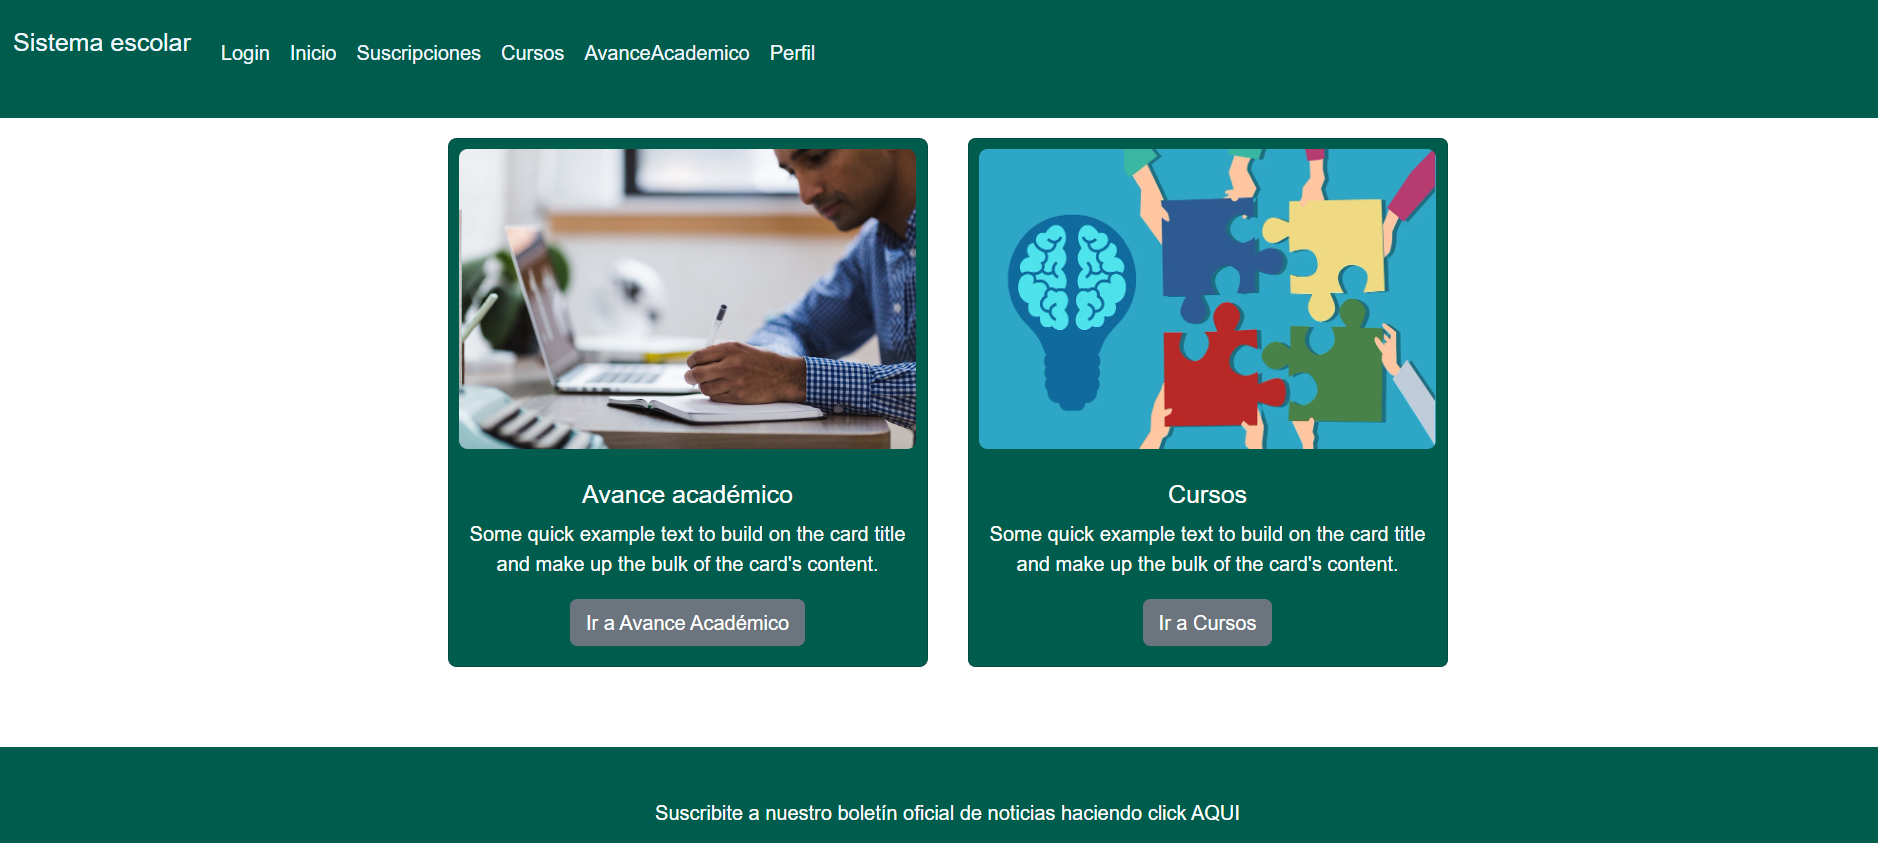 Sistema escolar
Login Inicio Suscripciones Cursos AvanceAcademico Perfil
Avance académico
Some quick example text to build on the card title
and make up the bulk of the card's content.
Ir a Avance Académico
Cursos
Some quick example text to build on the card title
and make up the bulk of the card's content.
Ir a Cursos
Suscribite a nuestro boletín oficial de noticias haciendo click AQUI